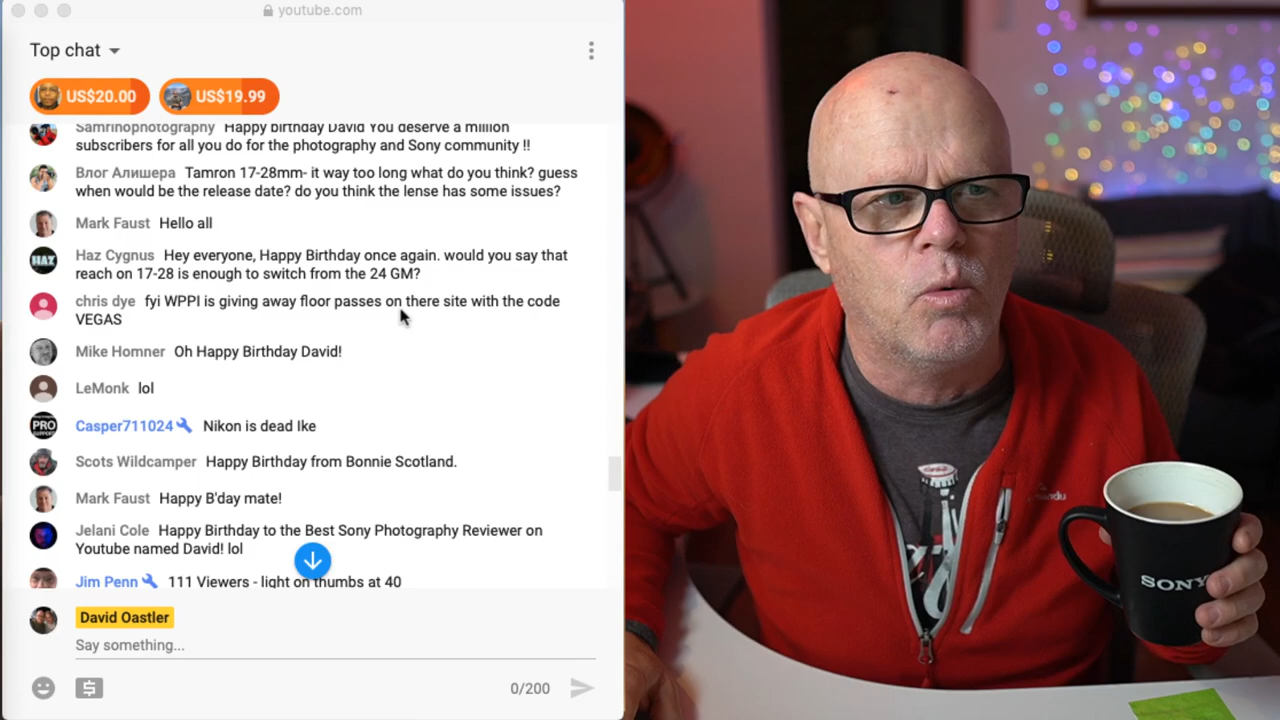 youtube.com
Top chat
US$20.00 US$19.99
Samrinophotography Happy birthday David You deserve a million
subscribers for all you do for the photography and Sony community !!
Влог Алишера Tamron 17-28mm- it way too long what do you think? guess
when would be the release date? do you think the lense has some issues?
Mark Faust Hello all
Haz Cygnus Hey everyone, Happy Birthday once again. would you say that
reach on 17-28 is enough to switch from the 24 GM?
chris dye fyi WPPI is giving away floor passes on there site with the code
VEGAS
Mike Homner Oh Happy Birthday David!
LeMonk lol
Casper711024 Nikon is dead Ike
Scots Wildcamper Happy Birthday from Bonnie Scotland.
Mark Faust Happy B'day mate!
Jelani Cole Happy Birthday to the Best Sony Photography Reviewer on
Youtube named David! lol
Jim Penn 111 Viewers - light on thumbs at 40
David Oastler
Say something...
0/200
HAZ
PRO
SONY